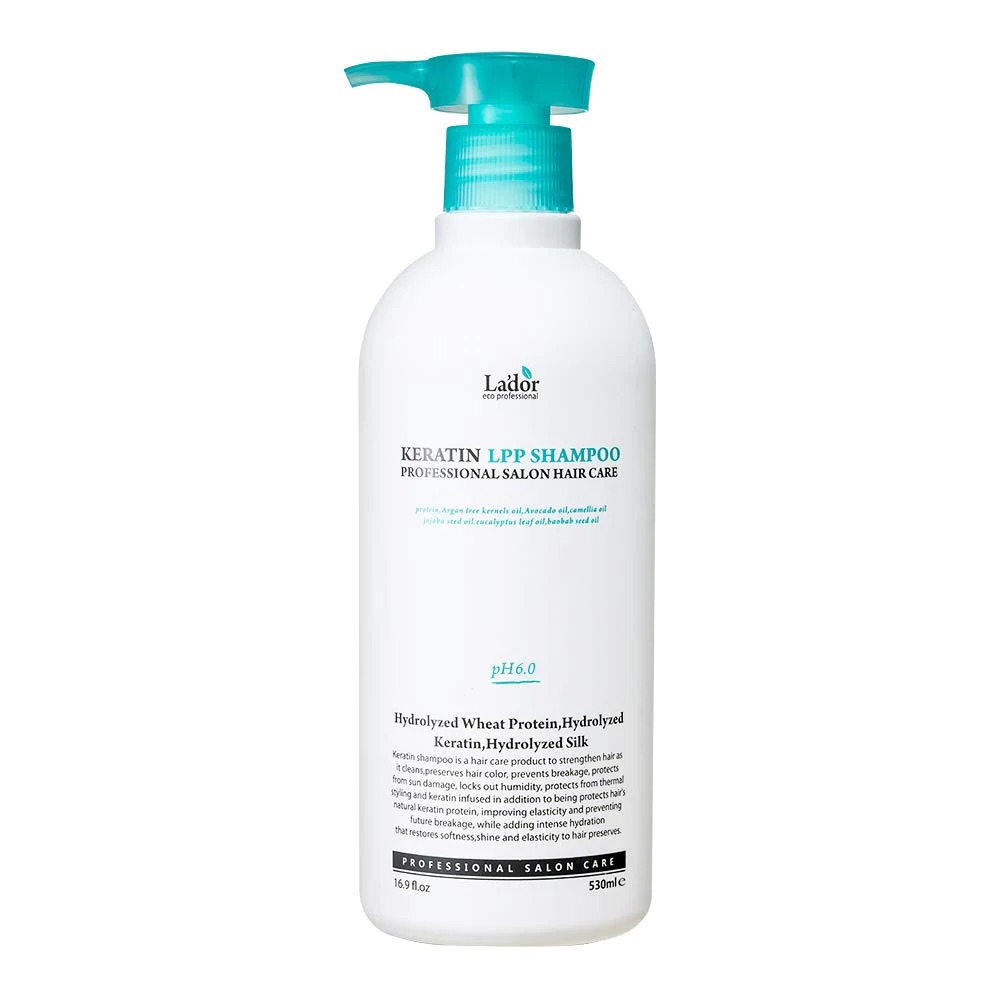 La'dor
eco professional
KERATIN LPP SHAMPOO
PROFESSIONAL SALON HAIR CARE
protein,Argan tree kernels oil,Avocado oil,camellia oil
jojoba seed oil,eucalyptus leaf oil,baobab seed oil
pH6.0
Hydrolyzed Wheat Protein,Hydrolyzed
Keratin,Hydrolyzed Silk
Keratin shampoo is a hair care product to strengthen hair as
it cleans,preserves hair color, prevents breakage, protects
from sun damage, locks out humidity, protects from thermal
styling and keratin infused in addition to being protects hair's
natural keratin protein, improving elasticity and preventing
future breakage, while adding intense hydration
that restores softness,shine and elasticity to hair preserves.
PROFESSIONAL SALON CARE
16.9 fl.oz
530ml℮